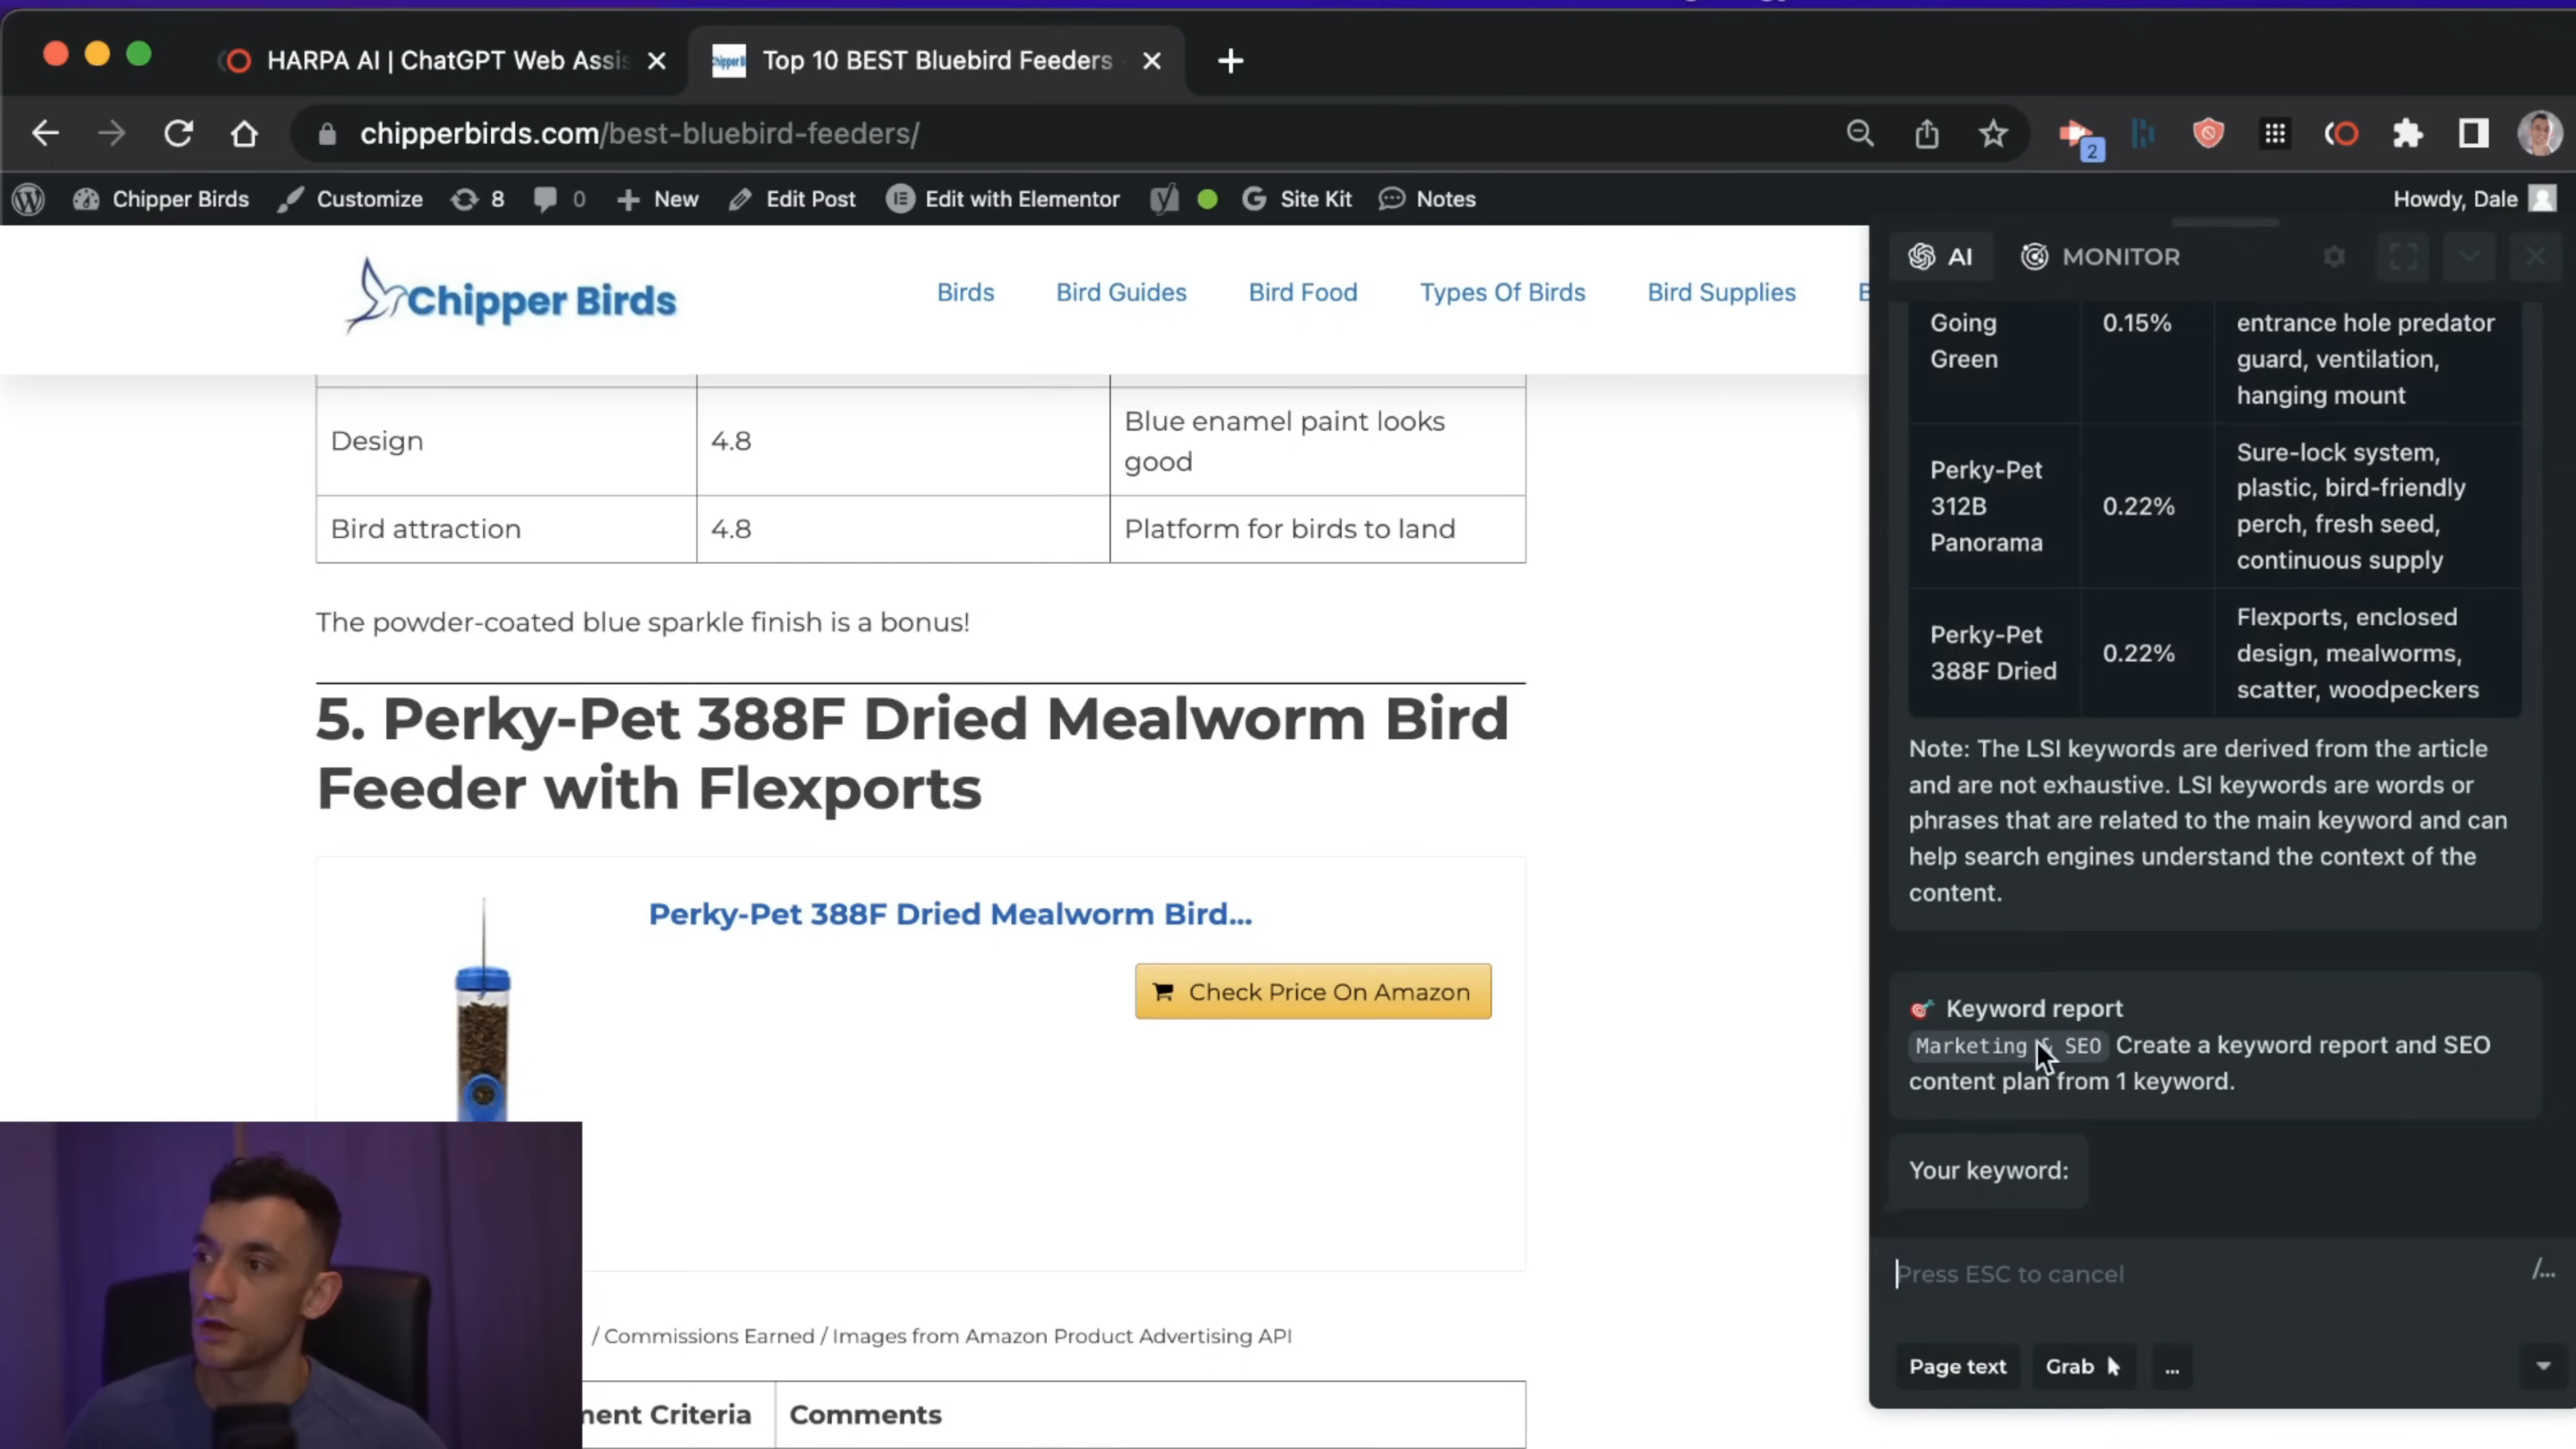 HARPA AI | ChatGPT Web Assis
Top 10 BEST Bluebird Feeders
chipperbirds.com/best-bluebird-feeders/
2
Chipper Birds
Customize
8
0
New
Edit Post
Edit with Elementor
Site Kit
Notes
Howdy, Dale
Chipper Birds
Birds
Bird Guides
Bird Food
Types Of Birds
Bird Supplies
Design
4.8
Blue enamel paint looks
good
Bird attraction
4.8
Platform for birds to land
The powder-coated blue sparkle finish is a bonus!
5. Perky-Pet 388F Dried Mealworm Bird
Feeder with Flexports
Perky-Pet 388F Dried Mealworm Bird...
Check Price On Amazon
/ Commissions Earned / Images from Amazon Product Advertising API
ment Criteria
Comments
AI
MONITOR
Going
Green
0.15%
entrance hole predator
guard, ventilation,
hanging mount
Perky-Pet
312B
Panorama
0.22%
Sure-lock system,
plastic, bird-friendly
perch, fresh seed,
continuous supply
Perky-Pet
388F Dried
0.22%
Flexports, enclosed
design, mealworms,
scatter, woodpeckers
Note: The LSI keywords are derived from the article
and are not exhaustive. LSI keywords are words or
phrases that are related to the main keyword and can
help search engines understand the context of the
content.
Keyword report
Marketing & SEO Create a keyword report and SEO
content plan from 1 keyword.
Your keyword:
Press ESC to cancel
/...
Page text
Grab
...